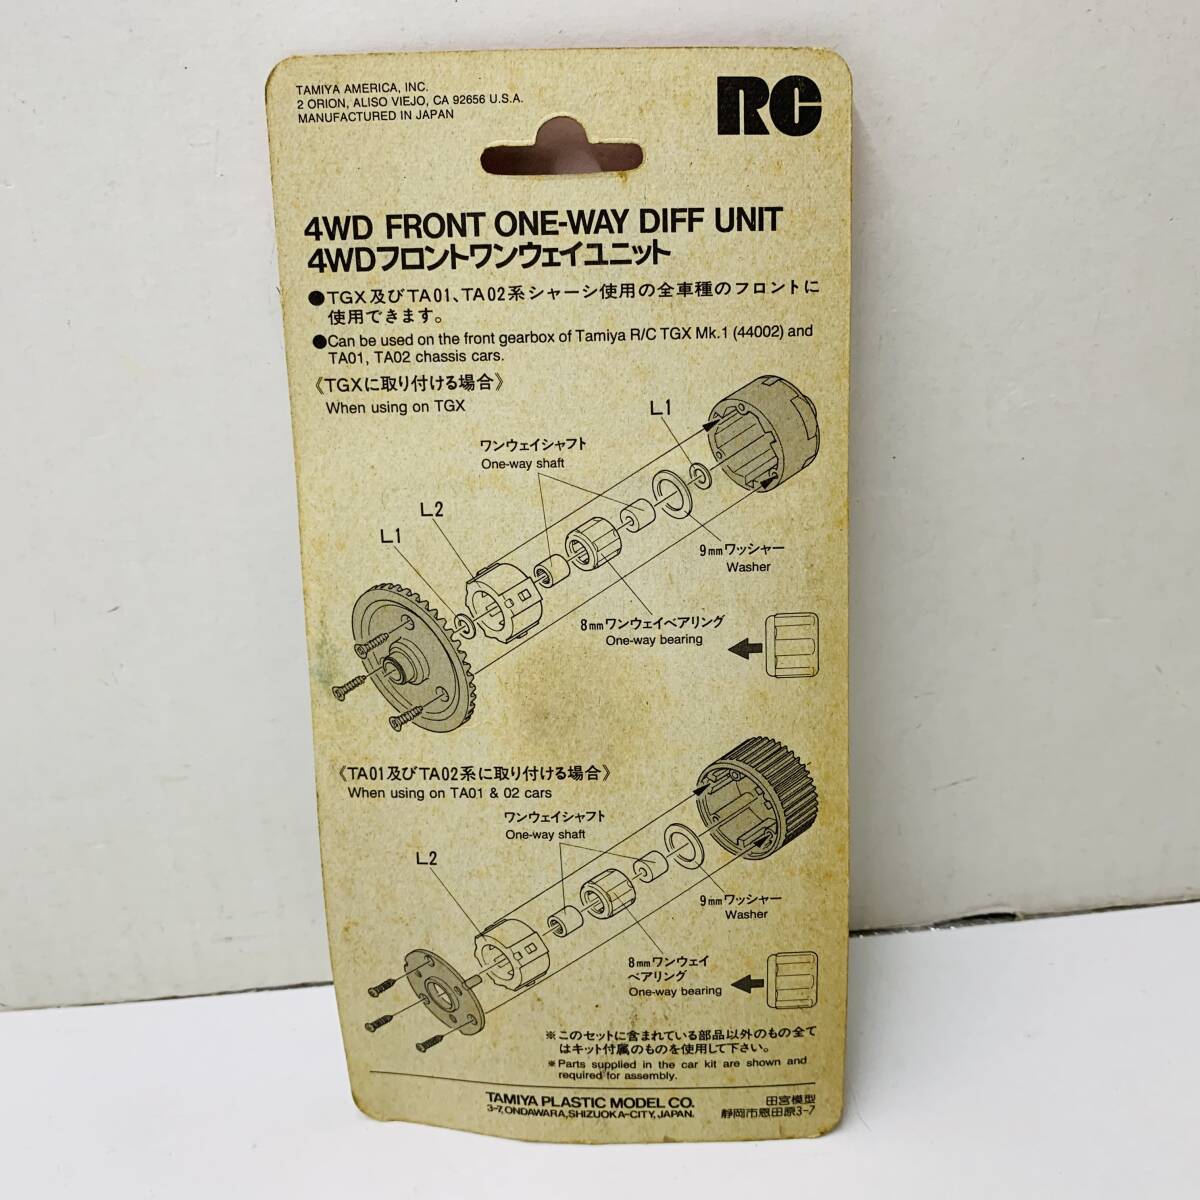 TAMIYA AMERICA, INC.
2 ORION, ALISO VIEJO, CA 92656 U.S.A.
MANUFACTURED IN JAPAN
RC
4WD FRONT ONE-WAY DIFF UNIT
4WDフロントワンウェイユニット
●TGX及びTA01、TA02系シャーシ使用の全車種のフロントに
使用できます。
●Can be used on the front gearbox of Tamiya R/C TGX Mk.1 (44002) and
TA01, TA02 chassis cars.
《TGXに取り付ける場合》
When using on TGX
L1
ワンウェイシャフト
One-way shaft
L2
L1
9mmワッシャー
Washer
8mmワンウェイベアリング
One-way bearing
《TA01及びTA02系に取り付ける場合》
When using on TA01 & 02 cars
ワンウェイシャフト
One-way shaft
L2
9mmワッシャー
Washer
8mmワンウェイ
ベアリング
One-way bearing
※このセットに含まれている部品以外のもの全て
はキット付属のものを使用して下さい。
※Parts supplied in the car kit are shown and
required for assembly.
TAMIYA PLASTIC MODEL CO.
3-7, ONDAWARA, SHIZUOKA-CITY, JAPAN.
田宮模型
静岡市恩田原3-7